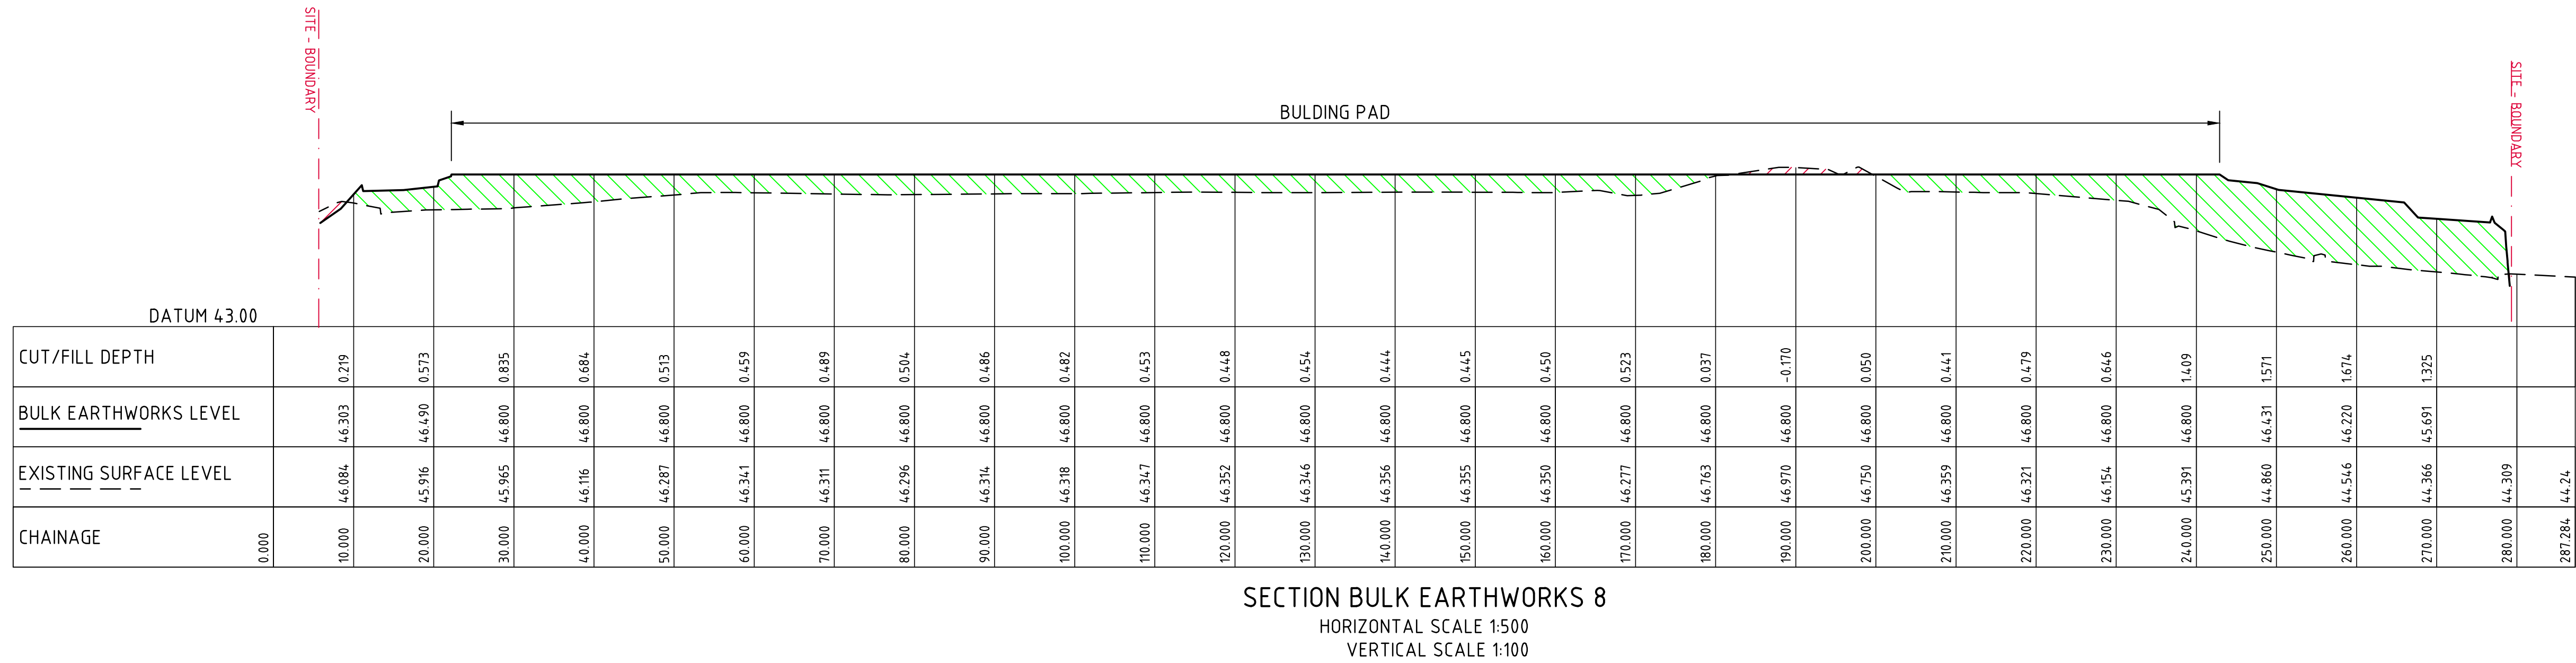 SITE - BOUNDARY
SITE - BOUNDARY
BULDING PAD
DATUM 43.00
CUT/FILL DEPTH 0.219 0.573 0.835 0.684 0.513 0.459 0.489 0.504 0.486 0.482 0.453 0.448 0.454 0.444 0.445 0.450 0.523 0.037 -0.170 0.050 0.441 0.479 0.646 1.409 1.571 1.674 1.325
BULK EARTHWORKS LEVEL 46.303 46.490 46.800 46.800 46.800 46.800 46.800 46.800 46.800 46.800 46.800 46.800 46.800 46.800 46.800 46.800 46.800 46.800 46.800 46.800 46.800 46.800 46.800 46.800 46.431 46.220 45.691
EXISTING SURFACE LEVEL 46.084 45.916 45.965 46.116 46.287 46.341 46.311 46.296 46.314 46.318 46.347 46.352 46.346 46.356 46.355 46.350 46.277 46.763 46.970 46.750 46.359 46.321 46.154 45.391 44.860 44.546 44.366 44.309 44.24
CHAINAGE 0.000 10.000 20.000 30.000 40.000 50.000 60.000 70.000 80.000 90.000 100.000 110.000 120.000 130.000 140.000 150.000 160.000 170.000 180.000 190.000 200.000 210.000 220.000 230.000 240.000 250.000 260.000 270.000 280.000 287.284
SECTION BULK EARTHWORKS 8
HORIZONTAL SCALE 1:500
VERTICAL SCALE 1:100